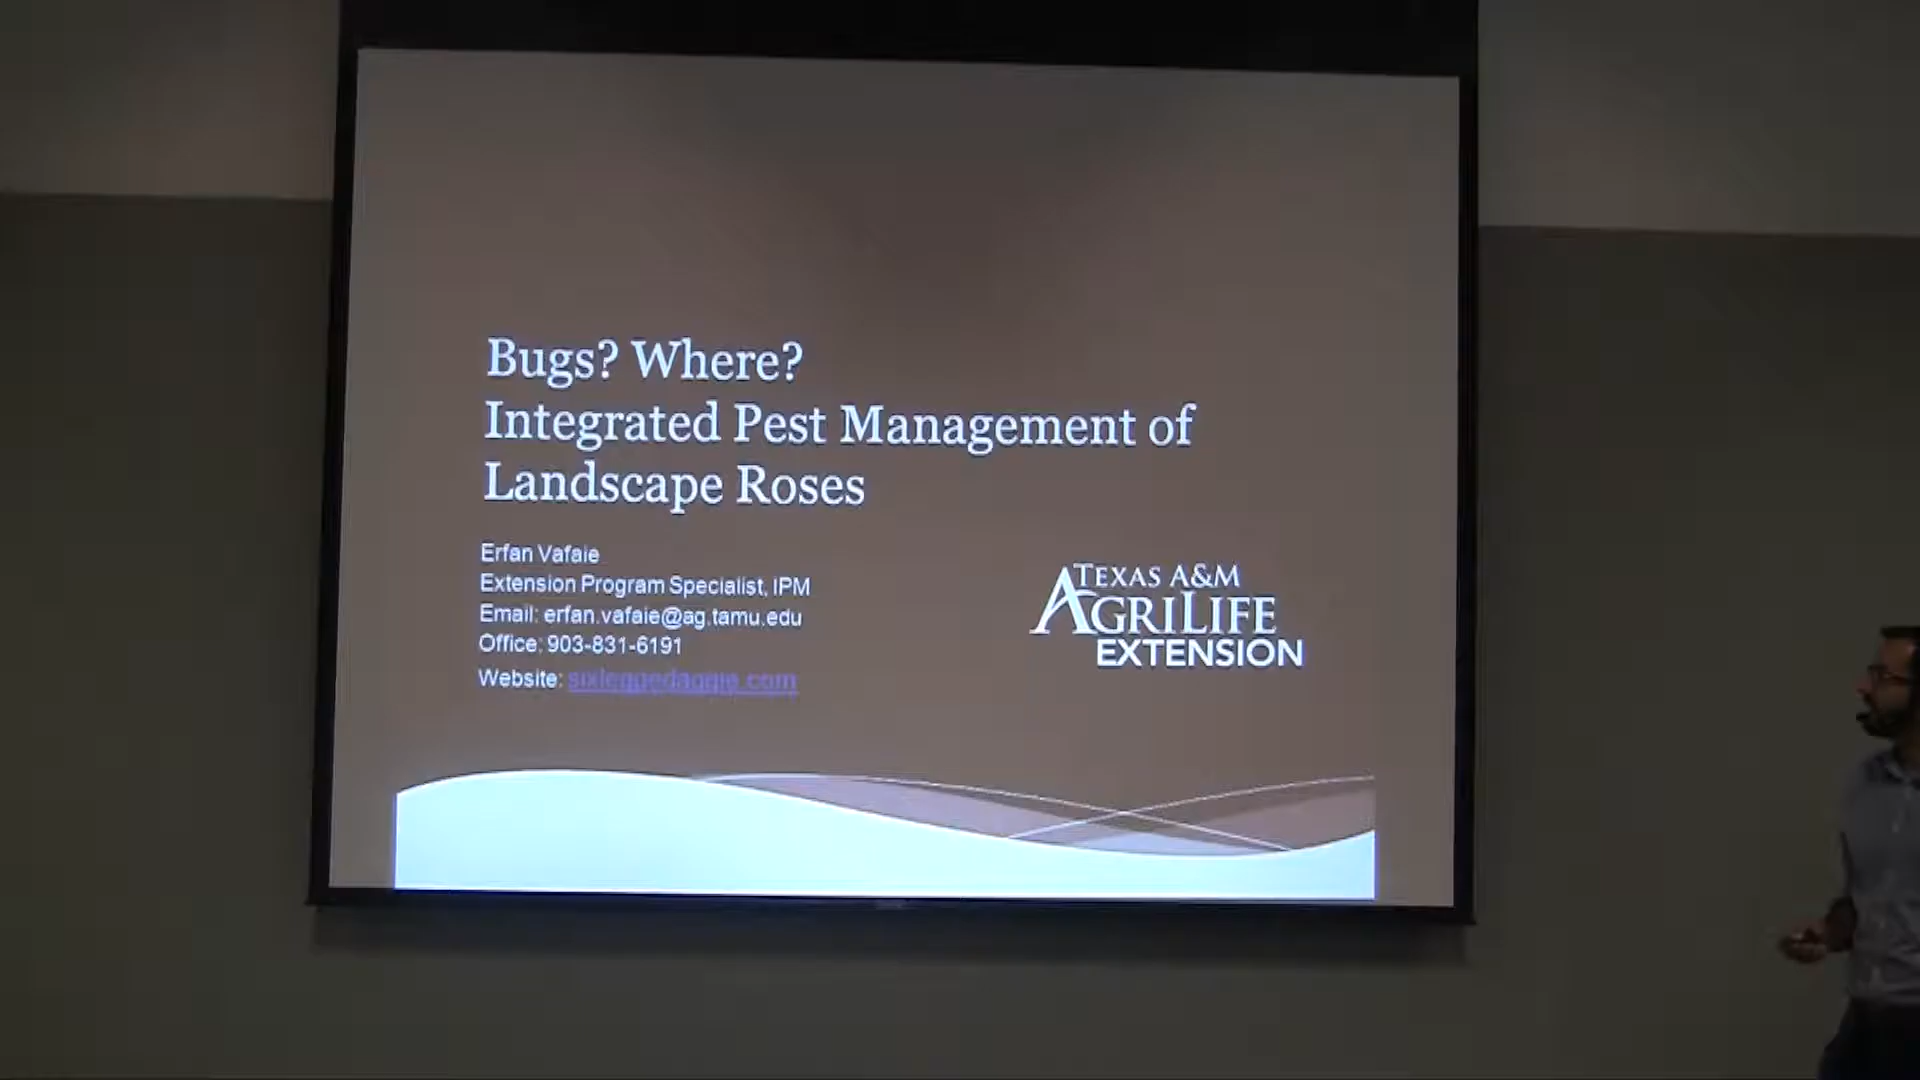 Bugs? Where?
Integrated Pest Management of
Landscape Roses
Erfan Vafaie
Extension Program Specialist, IPM
Email: erfan.vafaie@ag.tamu.edu
Office: 903-831-6191
Website: sixleggedaggie.com
TEXAS A&M
AGRILIFE
EXTENSION